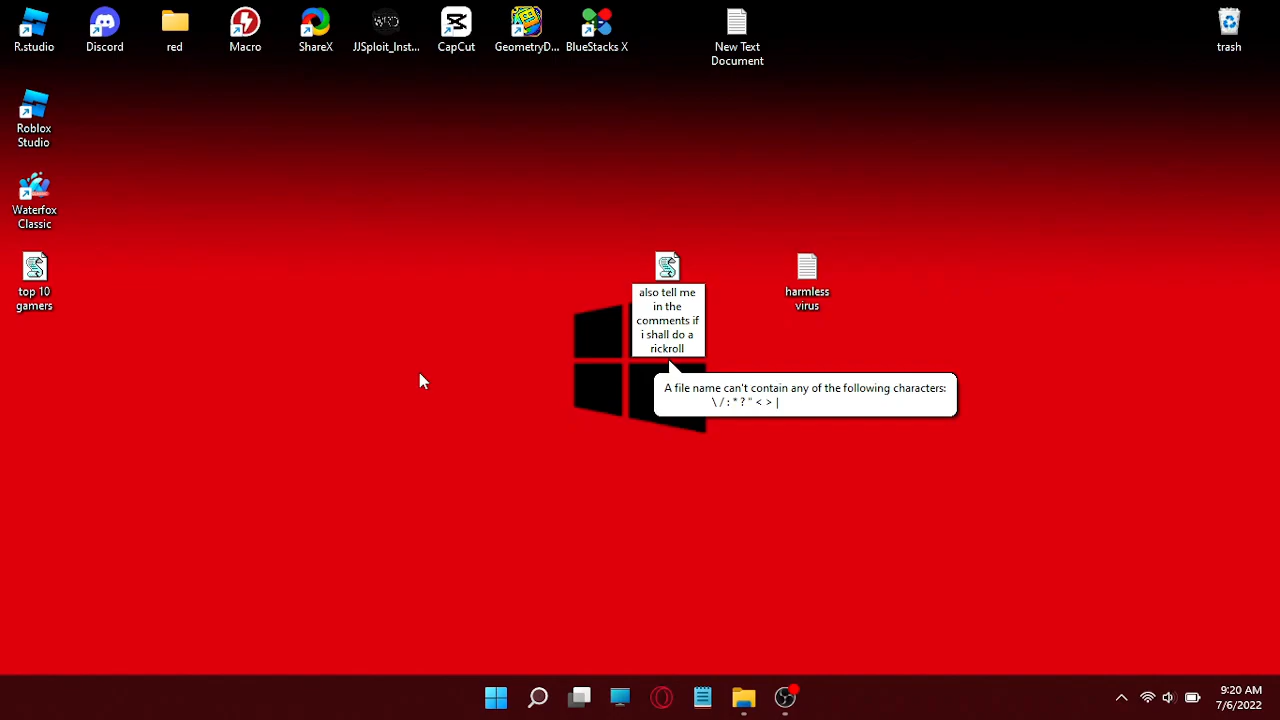 R.studio
Discord
red
Macro
ShareX
JJSploit_Inst...
CapCut
GeometryD...
BlueStacks X
New Text
Document
trash
Roblox
Studio
Waterfox
Classic
top 10
gamers
also tell me
in the
comments if
i shall do a
rickroll
harmless
virus
A file name can't contain any of the following characters:
\ / : * ? " < > |
9:20 AM
7/6/2022